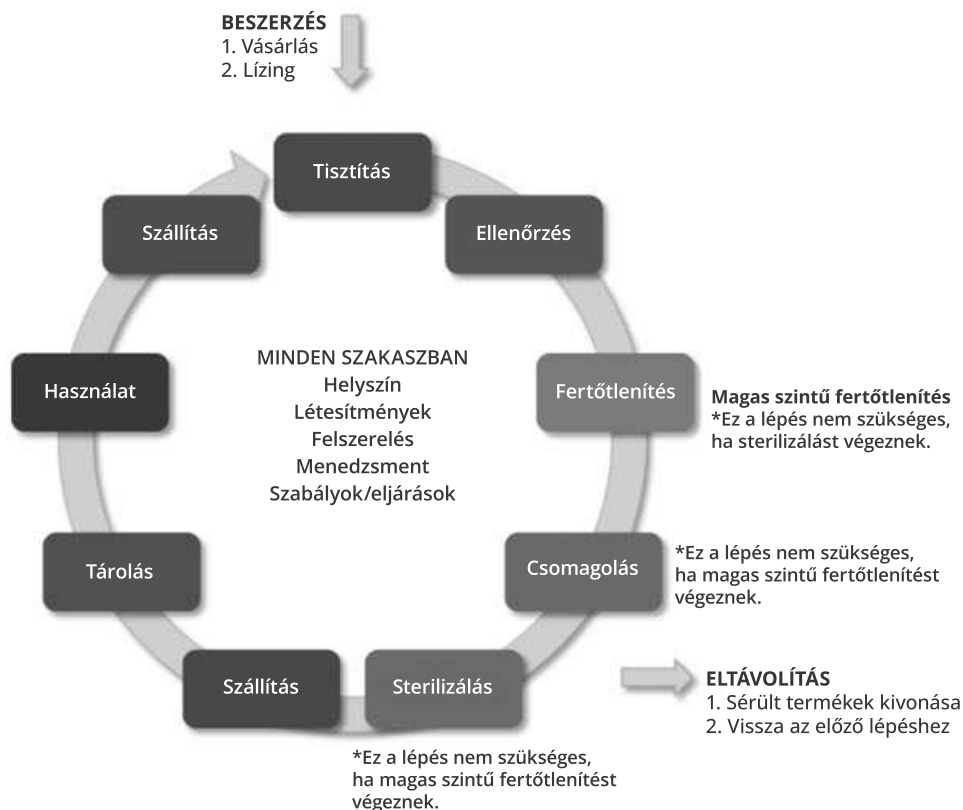 BESZERZÉS
1. Vásárlás
2. Lízing
Tisztítás
Ellenőrzés
Fertőtlenítés
Magas szintű fertőtlenítés
*Ez a lépés nem szükséges,
ha sterilizálást végeznek.
Csomagolás
*Ez a lépés nem szükséges,
ha magas szintű fertőtlenítést
végeznek.
ELTÁVOLÍTÁS
1. Sérült termékek kivonása
2. Vissza az előző lépéshez
Sterilizálás
*Ez a lépés nem szükséges,
ha magas szintű fertőtlenítést
végeznek.
Szállítás
Tárolás
Használat
Szállítás
MINDEN SZAKASZBAN
Helyszín
Létesítmények
Felszerelés
Menedzsment
Szabályok/eljárások